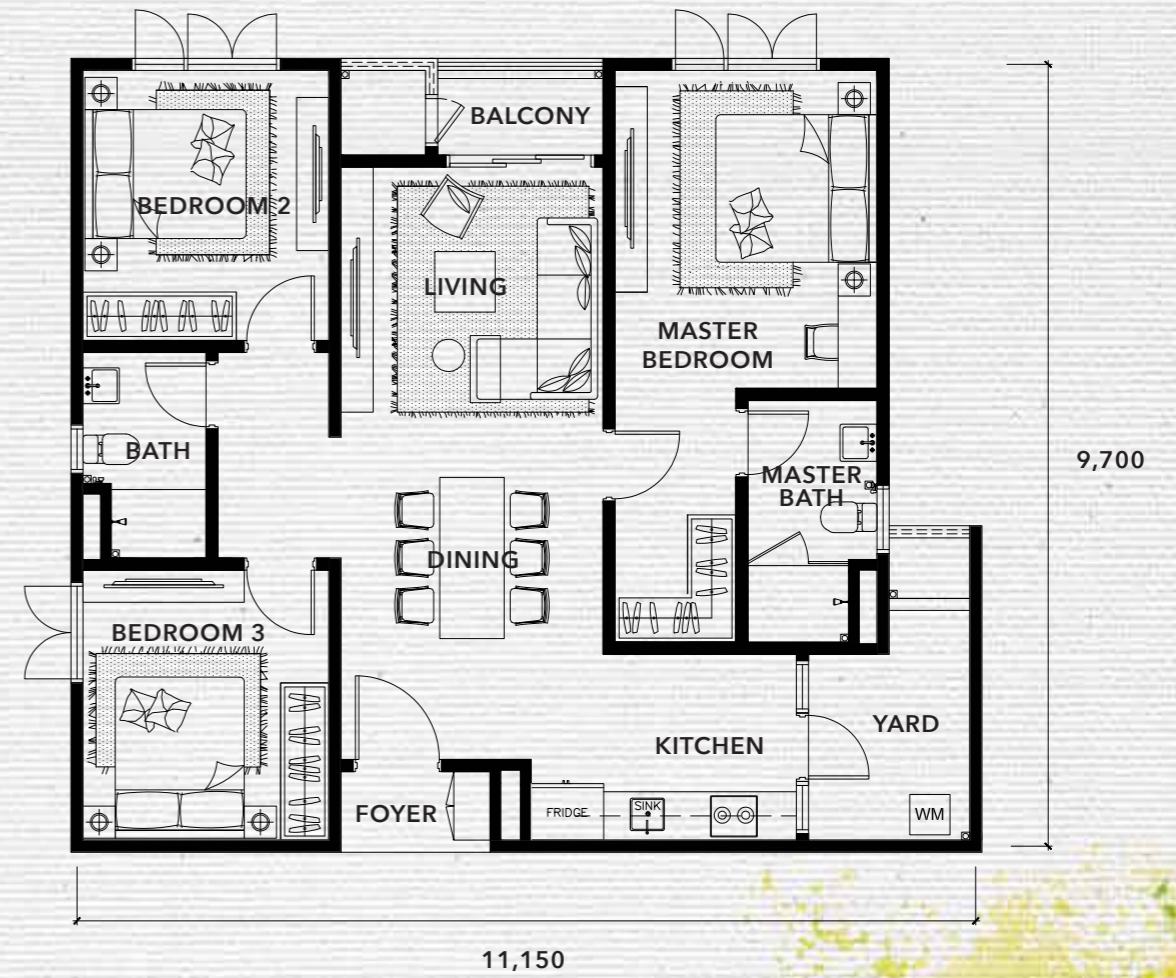 BALCONY
BEDROOM 2
LIVING
MASTER
BEDROOM
BATH
9,700
MASTER
BATH
DINING
BEDROOM 3
YARD
KITCHEN
FOYER
FRIDGE
SINK
WM
11,150